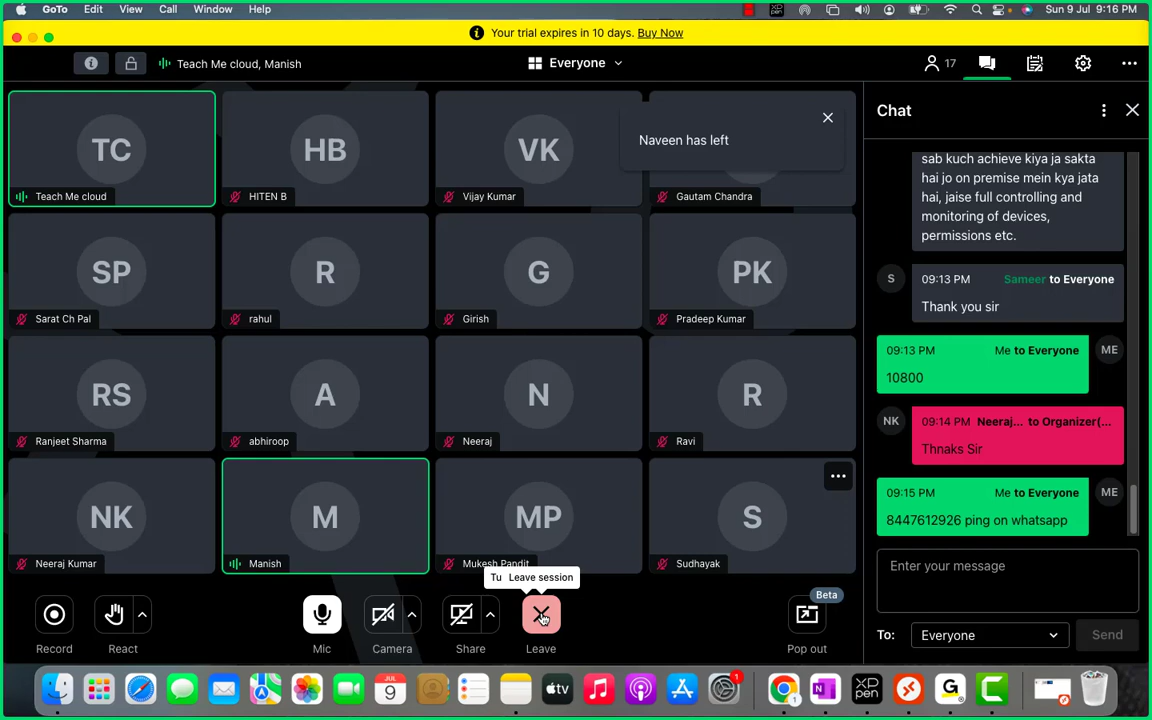 GoTo Edit View Call Window Help
Sun 9 Jul 9:16 PM
Your trial expires in 10 days. Buy Now
Teach Me cloud, Manish
Everyone
17
Chat
TC
Teach Me cloud
HB
HITEN B
VK
Vijay Kumar
Gautam Chandra
Naveen has left
SP
Sarat Ch Pal
R
rahul
G
Girish
PK
Pradeep Kumar
RS
Ranjeet Sharma
A
abhiroop
N
Neeraj
R
Ravi
NK
Neeraj Kumar
M
Manish
MP
Mukesh Pandit
S
Sudhayak
Tu Leave session
sab kuch achieve kiya ja sakta
hai jo on premise mein kya jata
hai, jaise full controlling and
monitoring of devices,
permissions etc.
S
09:13 PM Sameer to Everyone
Thank you sir
09:13 PM Me to Everyone
ME
10800
NK
09:14 PM Neeraj... to Organizer(...
Thnaks Sir
09:15 PM Me to Everyone
ME
8447612926 ping on whatsapp
Enter your message
To: Everyone Send
Record
React
Mic
Camera
Share
Leave
Beta
Pop out
JUL
9
tv
1
XP
pen
G
C